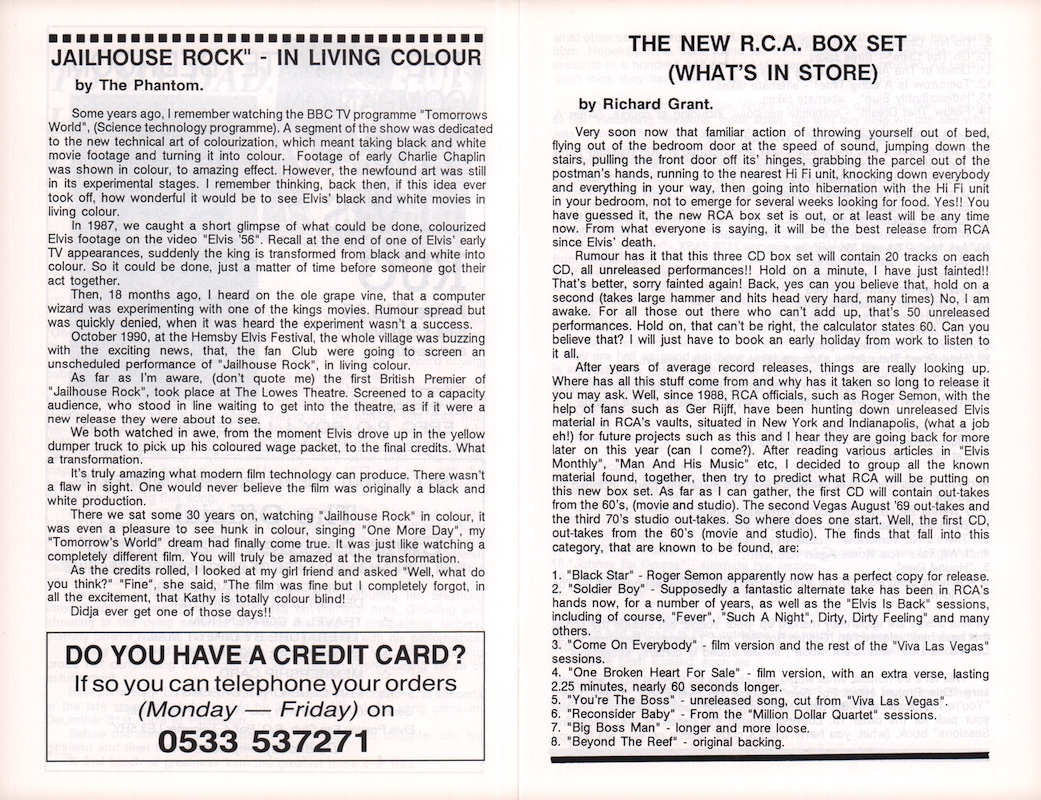 JAILHOUSE ROCK" - IN LIVING COLOUR
by The Phantom.
Some years ago, I remember watching the BBC TV programme "Tomorrows
World", (Science technology programme). A segment of the show was dedicated
to the new technical art of colourization, which meant taking black and white
movie footage and turning it into colour. Footage of early Charlie Chaplin
was shown in colour, to amazing effect. However, the newfound art was still
in its experimental stages. I remember thinking, back then, if this idea ever
took off, how wonderful it would be to see Elvis' black and white movies in
living colour.
In 1987, we caught a short glimpse of what could be done, colourized
Elvis footage on the video "Elvis '56". Recall at the end of one of Elvis' early
TV appearances, suddenly the king is transformed from black and white into
colour. So it could be done, just a matter of time before someone got their
act together.
Then, 18 months ago, I heard on the ole grape vine, that a computer
wizard was experimenting with one of the kings movies. Rumour spread but
was quickly denied, when it was heard the experiment wasn't a success.
October 1990, at the Hemsby Elvis Festival, the whole village was buzzing
with the exciting news, that, the fan Club were going to screen an
unscheduled performance of "Jailhouse Rock", in living colour.
As far as I'm aware, (don't quote me) the first British Premier of
"Jailhouse Rock", took place at The Lowes Theatre. Screened to a capacity
audience, who stood in line waiting to get into the theatre, as if it were a
new release they were about to see.
We both watched in awe, from the moment Elvis drove up in the yellow
dumper truck to pick up his coloured wage packet, to the final credits. What
a transformation.
It's truly amazing what modern film technology can produce. There wasn't
a flaw in sight. One would never believe the film was originally a black and
white production.
There we sat some 30 years on, watching "Jailhouse Rock" in colour, it
was even a pleasure to see hunk in colour, singing "One More Day", my
"Tomorrow's World" dream had finally come true. It was just like watching a
completely different film. You will truly be amazed at the transformation.
As the credits rolled, I looked at my girl friend and asked "Well, what do
you think?" "Fine", she said, "The film was fine but I completely forgot, in
all the excitement, that Kathy is totally colour blind!
Didja ever get one of those days!!
DO YOU HAVE A CREDIT CARD?
If so you can telephone your orders
(Monday — Friday) on
0533 537271
THE NEW R.C.A. BOX SET
(WHAT'S IN STORE)
by Richard Grant.
Very soon now that familiar action of throwing yourself out of bed,
flying out of the bedroom door at the speed of sound, jumping down the
stairs, pulling the front door off its' hinges, grabbing the parcel out of the
postman's hands, running to the nearest Hi Fi unit, knocking down everybody
and everything in your way, then going into hibernation with the Hi Fi unit
in your bedroom, not to emerge for several weeks looking for food. Yes!! You
have guessed it, the new RCA box set is out, or at least will be any time
now. From what everyone is saying, it will be the best release from RCA
since Elvis' death.
Rumour has it that this three CD box set will contain 20 tracks on each
CD, all unreleased performances!! Hold on a minute, I have just fainted!!
That's better, sorry fainted again! Back, yes can you believe that, hold on a
second (takes large hammer and hits head very hard, many times) No, I am
awake. For all those out there who can't add up, that's 50 unreleased
performances. Hold on, that can't be right, the calculator states 60. Can you
believe that? I will just have to book an early holiday from work to listen to
it all.
After years of average record releases, things are really looking up.
Where has all this stuff come from and why has it taken so long to release it
you may ask. Well, since 1988, RCA officials, such as Roger Semon, with the
help of fans such as Ger Rijff, have been hunting down unreleased Elvis
material in RCA's vaults, situated in New York and Indianapolis, (what a job
eh!) for future projects such as this and I hear they are going back for more
later on this year (can I come?). After reading various articles in "Elvis
Monthly", "Man And His Music" etc, I decided to group all the known
material found, together, then try to predict what RCA will be putting on
this new box set. As far as I can gather, the first CD will contain out-takes
from the 60's, (movie and studio). The second Vegas August '69 out-takes and
the third 70's studio out-takes. So where does one start. Well, the first CD,
out-takes from the 60's (movie and studio). The finds that fall into this
category, that are known to be found, are:
1. "Black Star" - Roger Semon apparently now has a perfect copy for release.
2. "Soldier Boy" - Supposedly a fantastic alternate take has been in RCA's
hands now, for a number of years, as well as the "Elvis Is Back" sessions,
including of course, "Fever", "Such A Night", Dirty, Dirty Feeling" and many
others.
3. "Come On Everybody" - film version and the rest of the "Viva Las Vegas"
sessions.
4. "One Broken Heart For Sale" - film version, with an extra verse, lasting
2.25 minutes, nearly 60 seconds longer.
5. "You're The Boss" - unreleased song, cut from "Viva Las Vegas".
6. "Reconsider Baby" - From the "Million Dollar Quartet" sessions.
7. "Big Boss Man" - longer and more loose.
8. "Beyond The Reef" - original backing.